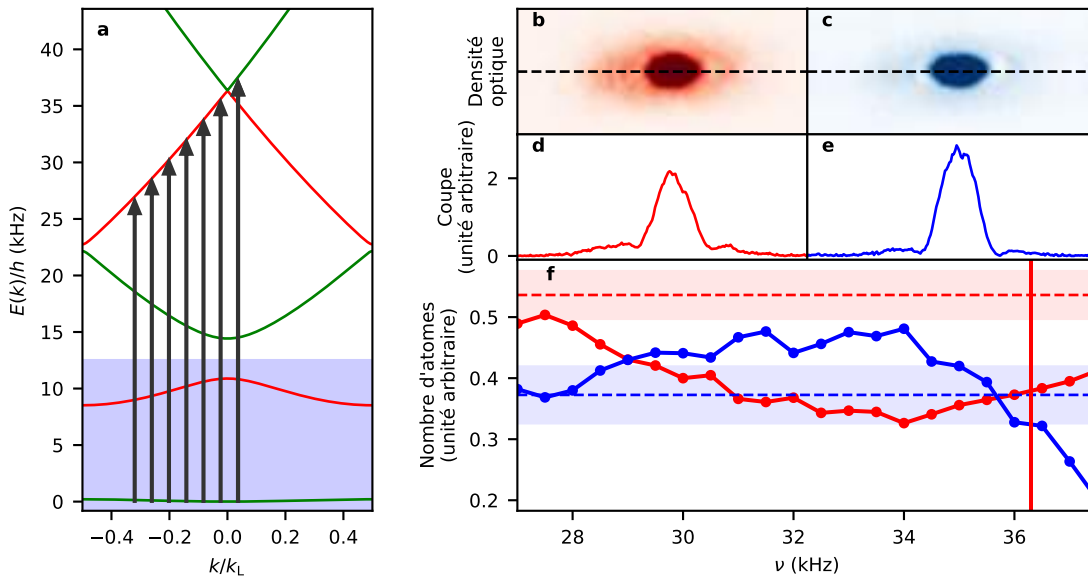 a
40
35
30
25
20
15
10
5
0
E(k)/h (kHz)
−0.4
−0.2
0.0
0.2
0.4
k/k_L
b
c
Densité
optique
d
e
2
0
Coupe
(unité arbitraire)
f
0.5
0.4
0.3
0.2
Nombre d'atomes
(unité arbitraire)
28
30
32
34
36
ν (kHz)